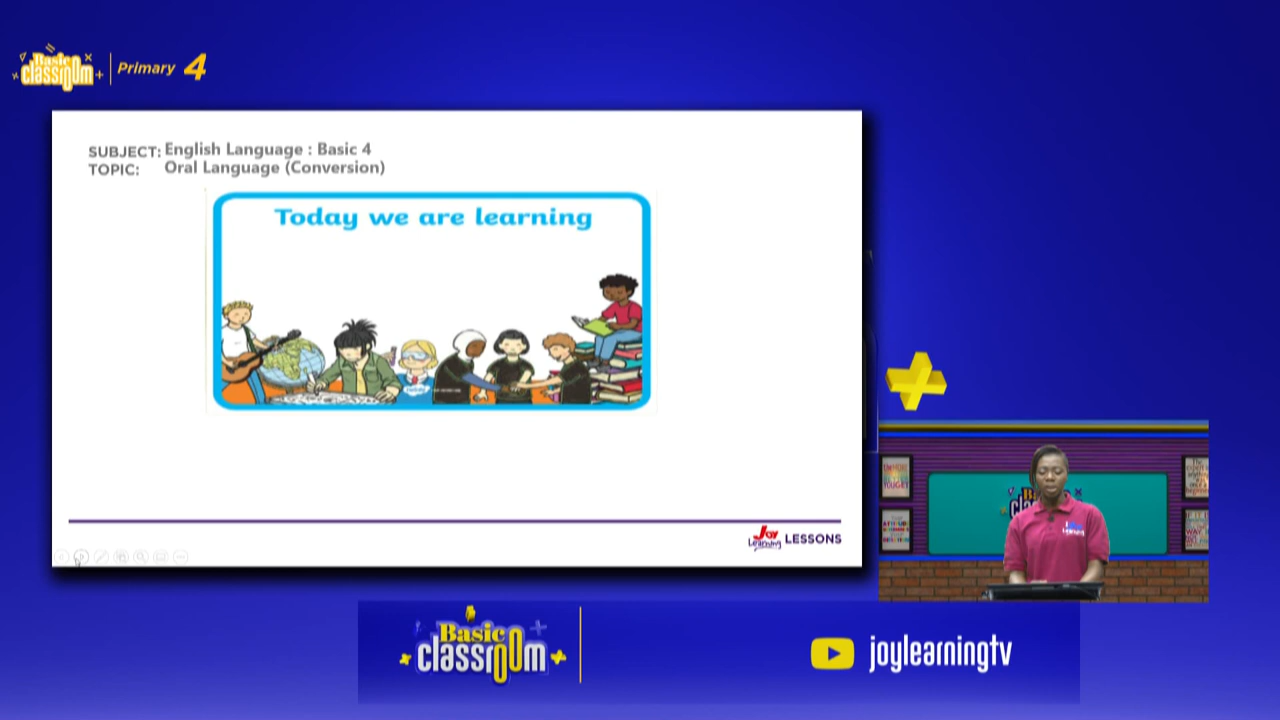 Basic
classroom
Primary 4
SUBJECT: English Language : Basic 4
TOPIC: Oral Language (Conversion)
Today we are learning
Joy
Learning LESSONS
Basic
classroom
joylearningtv